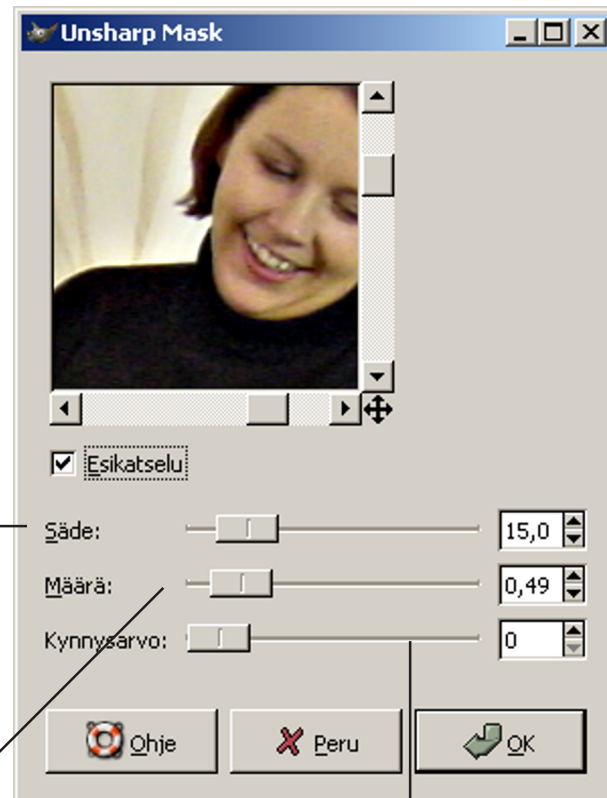 Unsharp Mask
Esikatselu
Säde: 15,0
Määrä: 0,49
Kynnysarvo: 0
Ohje Peru OK